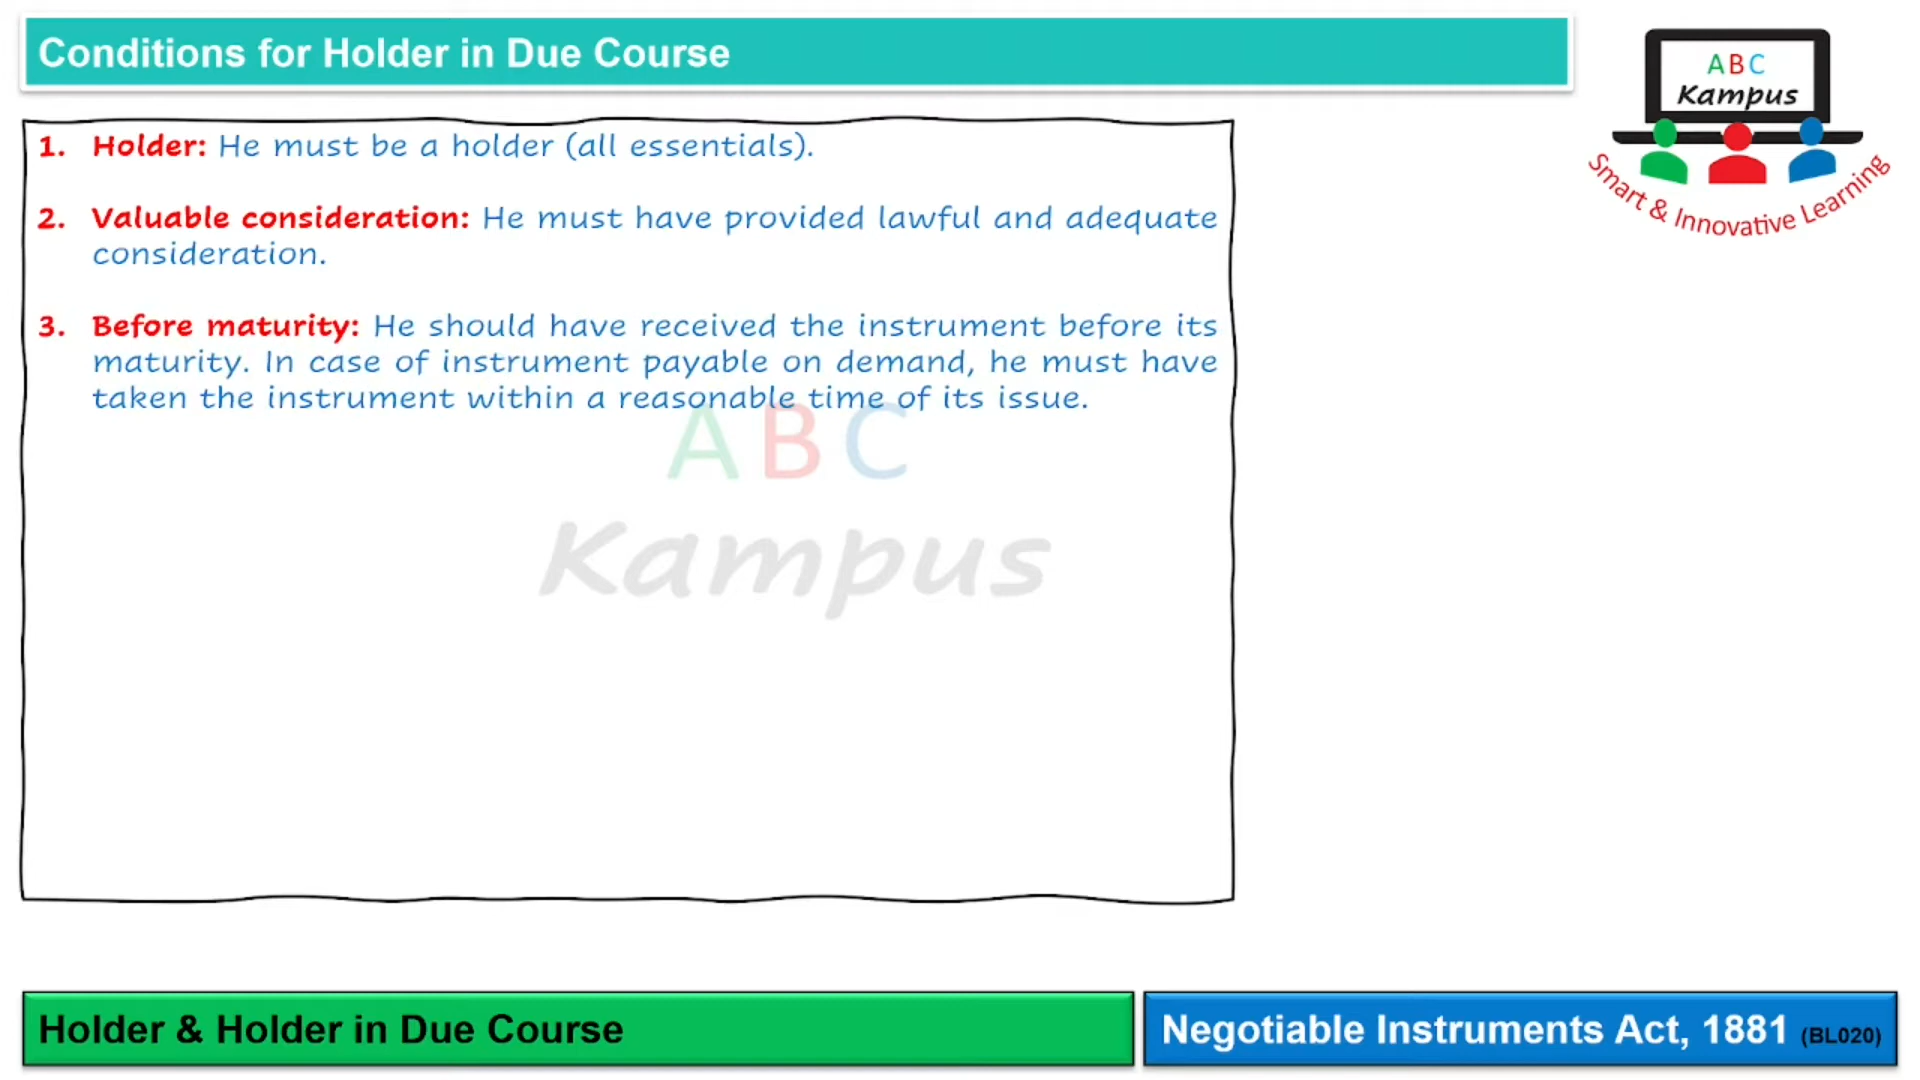 Conditions for Holder in Due Course
ABC
Kampus
Smart & Innovative Learning
1. Holder: He must be a holder (all essentials).
2. Valuable consideration: He must have provided lawful and adequate
consideration.
3. Before maturity: He should have received the instrument before its
maturity. In case of instrument payable on demand, he must have
taken the instrument within a reasonable time of its issue.
ABC
Kampus
Holder & Holder in Due Course
Negotiable Instruments Act, 1881 (BL020)